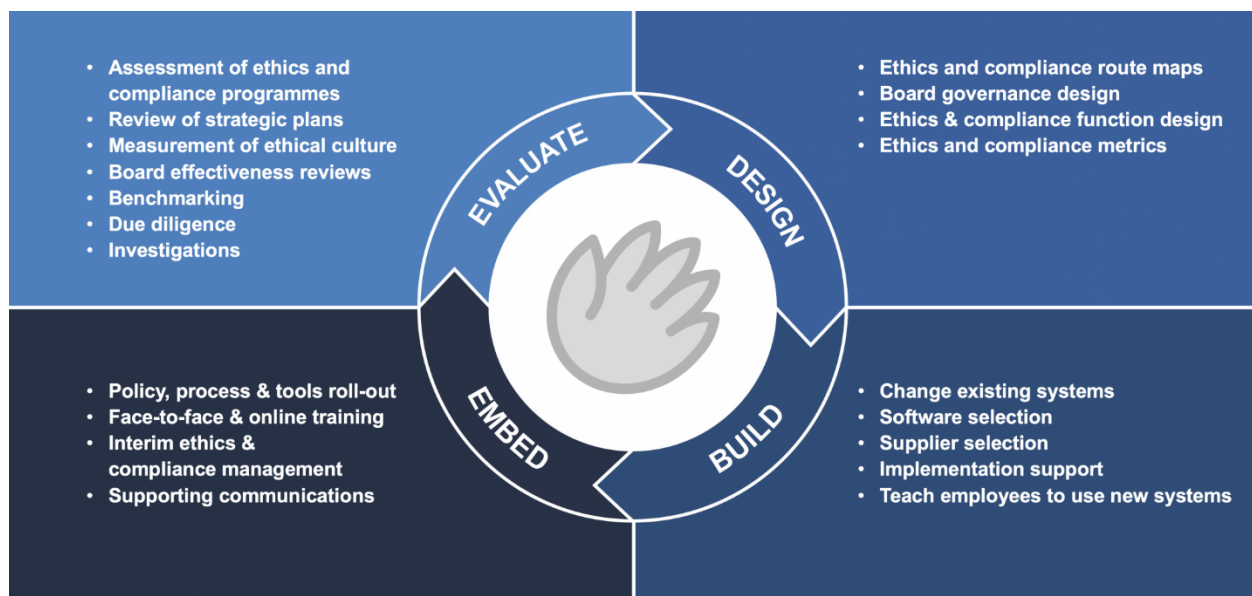 • Assessment of ethics and
compliance programmes
• Review of strategic plans
• Measurement of ethical culture
• Board effectiveness reviews
• Benchmarking
• Due diligence
• Investigations
EVALUATE
DESIGN
• Ethics and compliance route maps
• Board governance design
• Ethics & compliance function design
• Ethics and compliance metrics
• Policy, process & tools roll-out
• Face-to-face & online training
• Interim ethics &
compliance management
• Supporting communications
EMBED
BUILD
• Change existing systems
• Software selection
• Supplier selection
• Implementation support
• Teach employees to use new systems